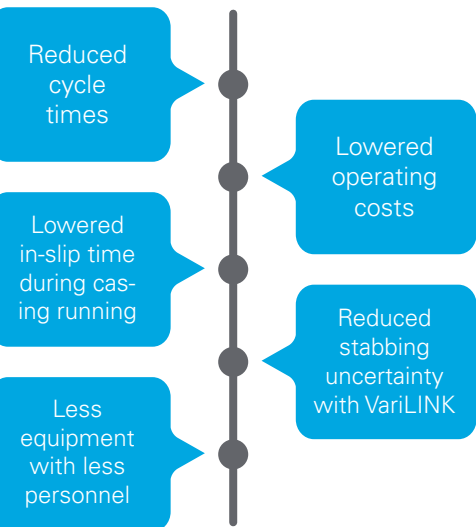 Reduced
cycle
times
Lowered
operating
costs
Lowered
in-slip time
during cas-
ing running
Reduced
stabbing
uncertainty
with VariLINK
Less
equipment
with less
personnel